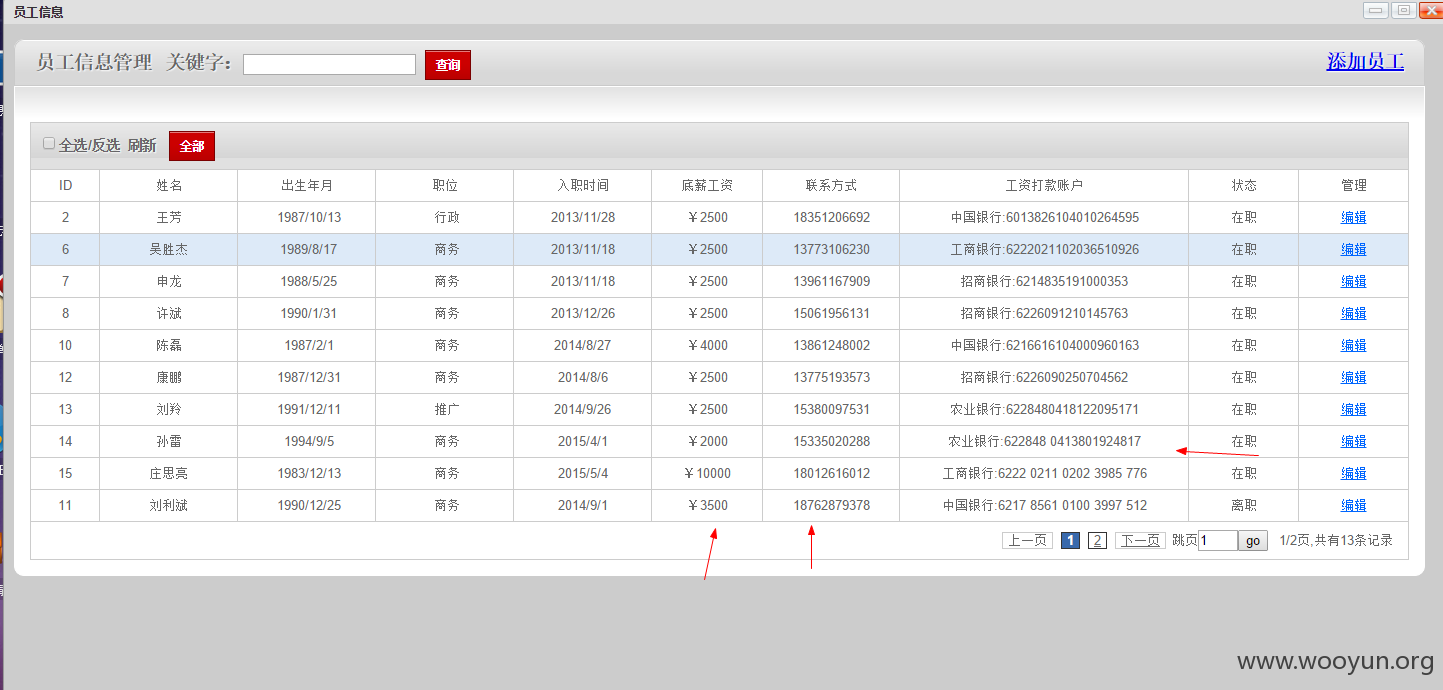 员工信息
员工信息管理 关键字: 查询 添加员工
全选/反选 刷新 全部
ID 姓名 出生年月 职位 入职时间 底薪工资 联系方式 工资打款账户 状态 管理
2 王芳 1987/10/13 行政 2013/11/28 ￥2500 18351206692 中国银行:6013826104010264595 在职 编辑
6 吴胜杰 1989/8/17 商务 2013/11/18 ￥2500 13773106230 工商银行:6222021102036510926 在职 编辑
7 申龙 1988/5/25 商务 2013/11/18 ￥2500 13961167909 招商银行:6214835191000353 在职 编辑
8 许斌 1990/1/31 商务 2013/12/26 ￥2500 15061956131 招商银行:6226091210145763 在职 编辑
10 陈磊 1987/2/1 商务 2014/8/27 ￥4000 13861248002 中国银行:6216616104000960163 在职 编辑
12 康鹏 1987/12/31 商务 2014/8/6 ￥2500 13775193573 招商银行:6226090250704562 在职 编辑
13 刘羚 1991/12/11 推广 2014/9/26 ￥2500 15380097531 农业银行:6228480418122095171 在职 编辑
14 孙雷 1994/9/5 商务 2015/4/1 ￥2000 15335020288 农业银行:622848 0413801924817 在职 编辑
15 庄思亮 1983/12/13 商务 2015/5/4 ￥10000 18012616012 工商银行:6222 0211 0202 3985 776 在职 编辑
11 刘利斌 1990/12/25 商务 2014/9/1 ￥3500 18762879378 中国银行:6217 8561 0100 3997 512 离职 编辑
上一页 1 2 下一页 跳页1 go 1/2页,共有13条记录
www.wooyun.org